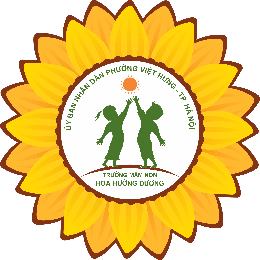 ỦY BAN NHÂN DÂN PHƯỜNG VIỆT HƯNG - TP HÀ NỘI
TRƯỜNG MẦM NON
HOA HƯỚNG DƯƠNG